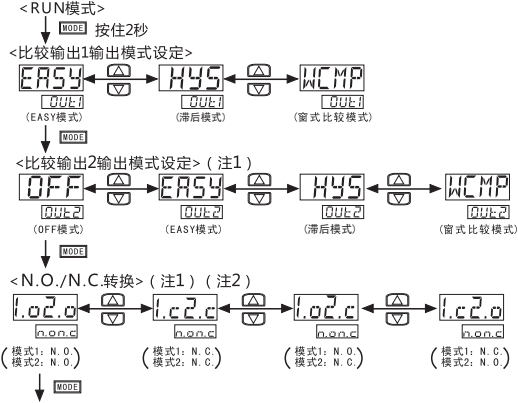 <RUN模式>
MODE 按住2秒
<比较输出1输出模式设定>
EASY HYS WCMP
OUT1 OUT1 OUT1
(EASY模式) (滞后模式) (窗式比较模式)
MODE
<比较输出2输出模式设定>(注1)
OFF EASY HYS WCMP
OUT2 OUT2 OUT2 OUT2
(OFF模式) (EASY模式) (滞后模式) (窗式比较模式)
MODE
<N.O./N.C.转换>(注1)(注2)
1.o2.o 1.c2.c 1.o2.c 1.c2.o
n.on.c n.on.c n.on.c n.on.c
(模式1: N.O. (模式1: N.C. (模式1: N.O. (模式1: N.C.
模式2: N.O.) 模式2: N.C.) 模式2: N.C.) 模式2: N.O.)
MODE